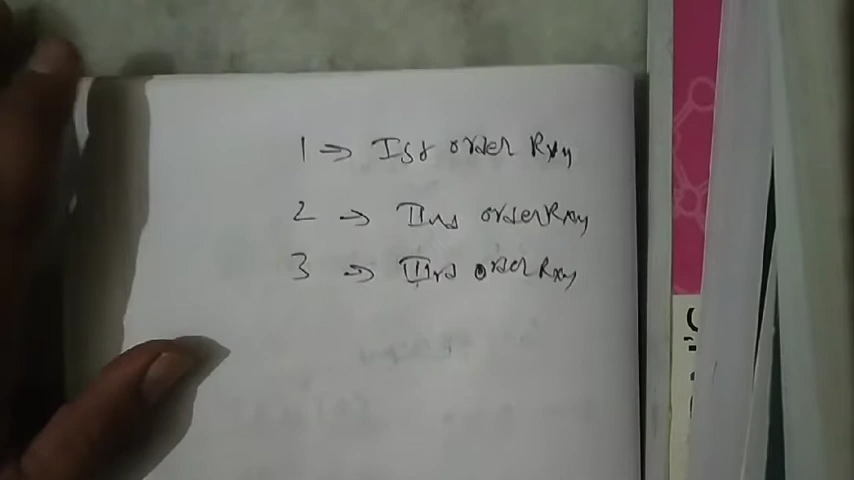 1 ⇒ Ist order Rxn
2 ⇒ IInd order Rxn
3 ⇒ IIIrd order Rxn